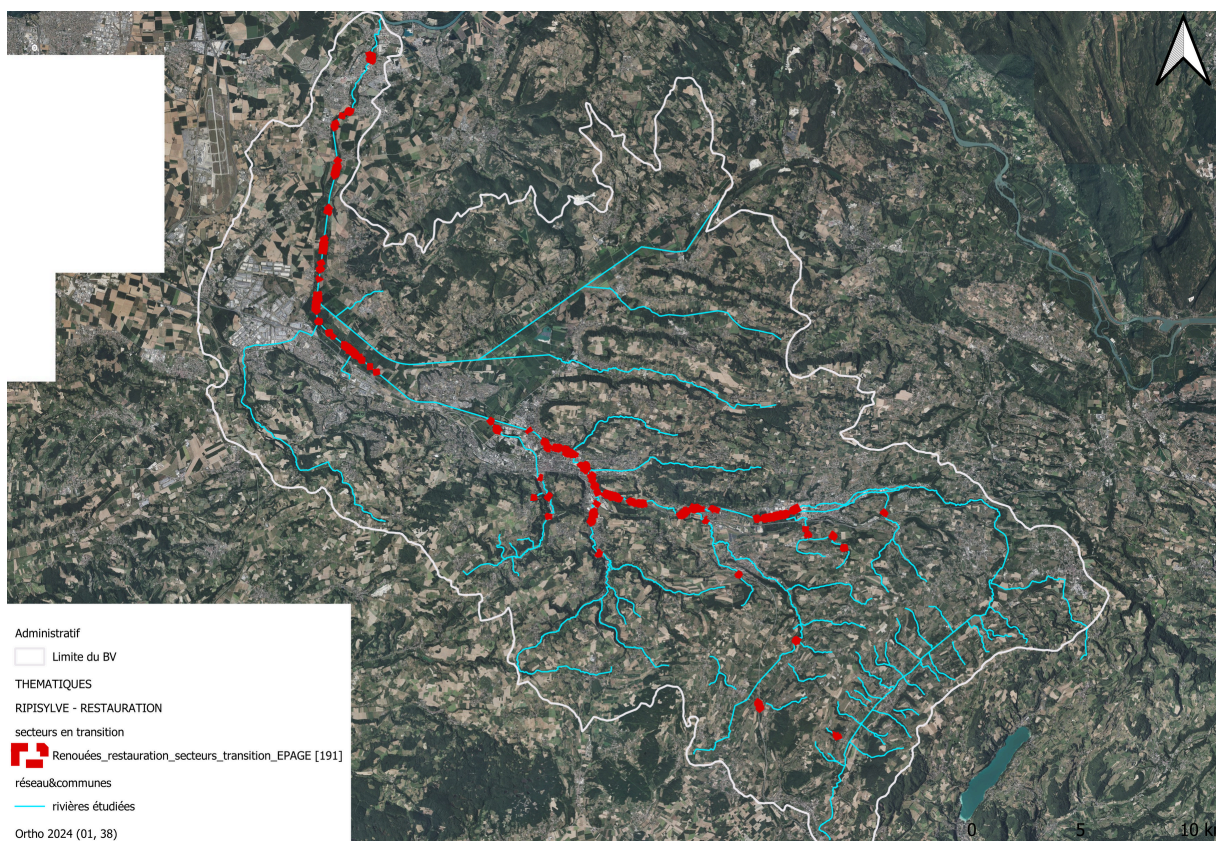 Administratif
Limite du BV
THEMATIQUES
RIPISYLVE - RESTAURATION
secteurs en transition
Renouées_restauration_secteurs_transition_EPAGE [191]
réseau&communes
rivières étudiées
Ortho 2024 (01, 38)
0 5 10 k